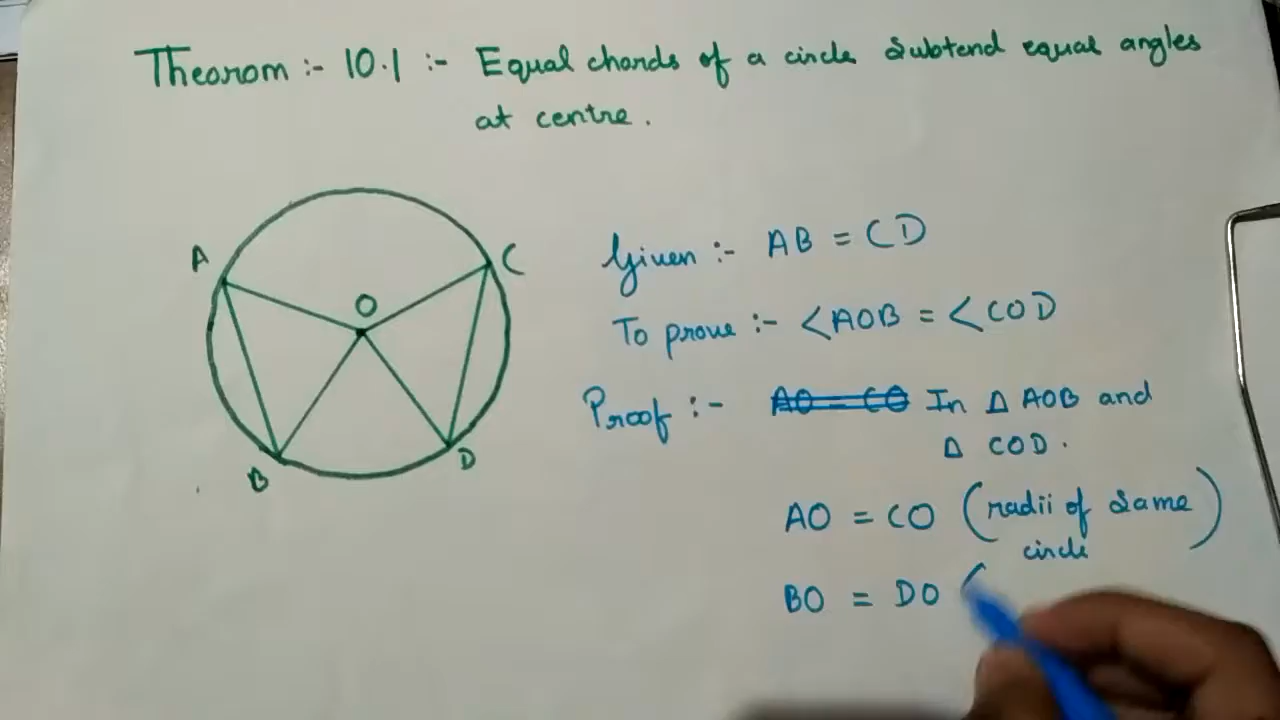 Theorom :- 10.1 :- Equal chords of a circle subtend equal angles
at centre.
A
C
O
B
D
Given :- AB = CD
To prove :- <AOB = <COD
Proof :- AO = CO In Δ AOB and
Δ COD.
AO = CO (radii of same
circle)
BO = DO (